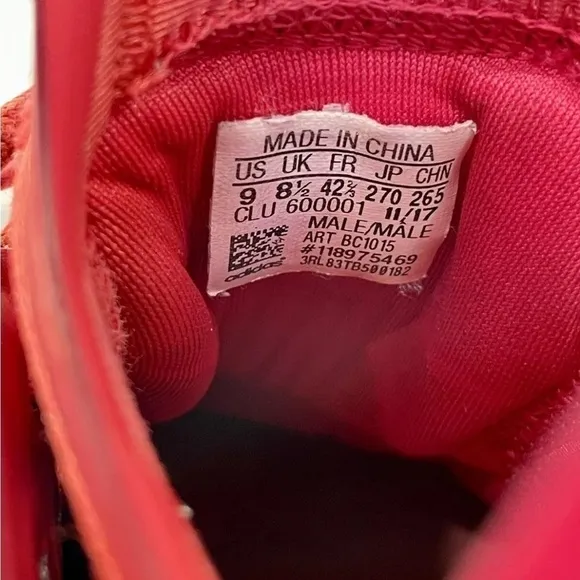 MADE IN CHINA
US UK FR JP CHN
9 8½ 42⅔ 270 265
CLU 600001 11/17
MALE/MÂLE
ART BC1015
#118975469
3RL83TB500182
adidas